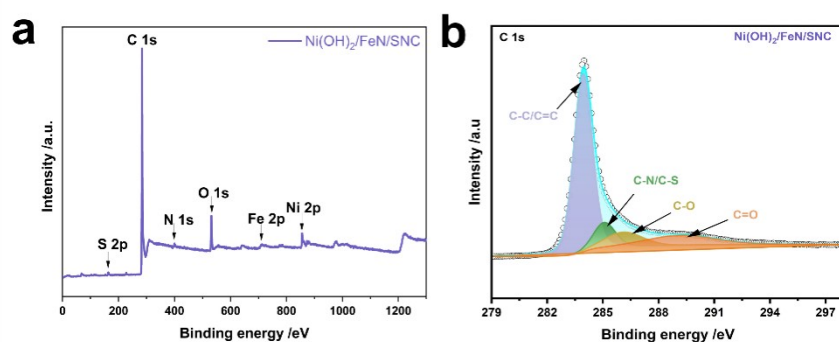 a
C 1s
Ni(OH)₂/FeN/SNC
S 2p
N 1s
O 1s
Fe 2p
Ni 2p
Intensity /a.u.
0 200 400 600 800 1000 1200
Binding energy /eV
b
C 1s
Ni(OH)₂/FeN/SNC
C-C/C=C
C-N/C-S
C-O
C=O
Intensity /a.u
279 282 285 288 291 294 297
Binding energy /eV